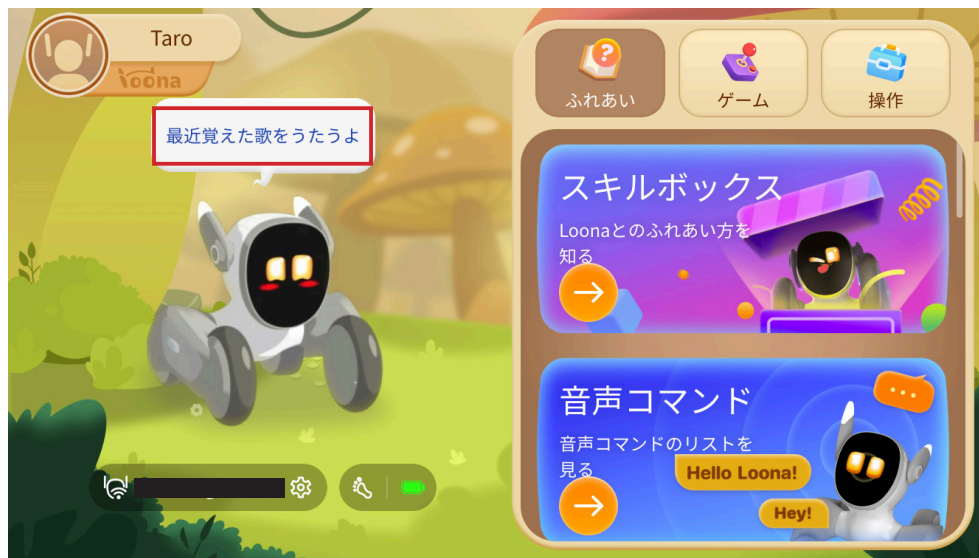 Taro
loona
最近覚えた歌をうたうよ
ふれあい
ゲーム
操作
スキルボックス
Loonaとのふれあい方を
知る
音声コマンド
音声コマンドのリストを
見る
Hello Loona!
Hey!